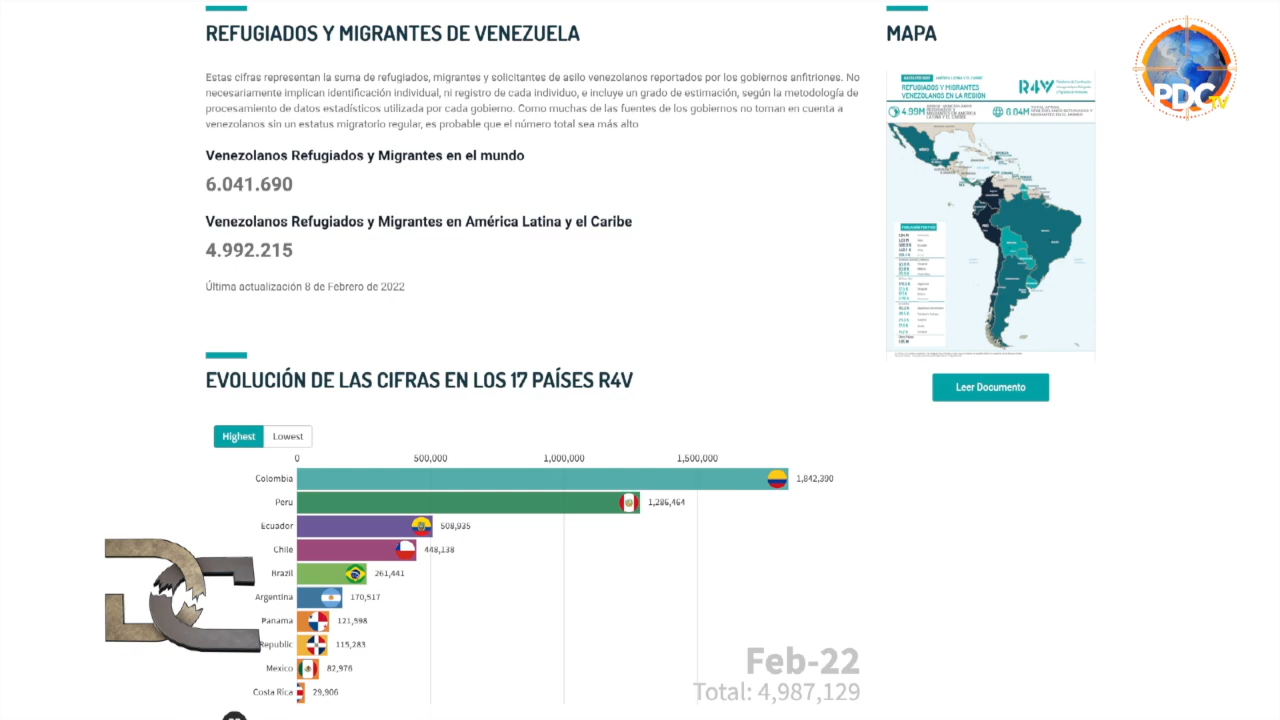 REFUGIADOS Y MIGRANTES DE VENEZUELA
Estas cifras representan la suma de refugiados, migrantes y solicitantes de asilo venezolanos reportados por los gobiernos anfitriones. No
necesariamente implican identificación individual, ni registro de cada individuo, e incluye un grado de estimación, según la metodología de
procesamiento de datos estadísticos utilizada por cada gobierno. Como muchas de las fuentes de los gobiernos no toman en cuenta a
venezolanos sin un estatus migratorio regular, es probable que el número total sea más alto
Venezolanos Refugiados y Migrantes en el mundo
6.041.690
Venezolanos Refugiados y Migrantes en América Latina y el Caribe
4.992.215
Última actualización 8 de Febrero de 2022
MAPA
PDC TV
REFUGIADOS Y MIGRANTES
VENEZOLANOS EN LA REGION
R4V
4.99M
6.04M
Leer Documento
EVOLUCIÓN DE LAS CIFRAS EN LOS 17 PAÍSES R4V
Highest Lowest
0 500,000 1,000,000 1,500,000
Colombia 1,842,390
Peru 1,286,464
Ecuador 508,935
Chile 448,138
Brazil 261,441
Argentina 170,517
Panama 121,598
Republic 115,283
Mexico 82,976
Costa Rica 29,906
DC
Feb-22
Total: 4,987,129